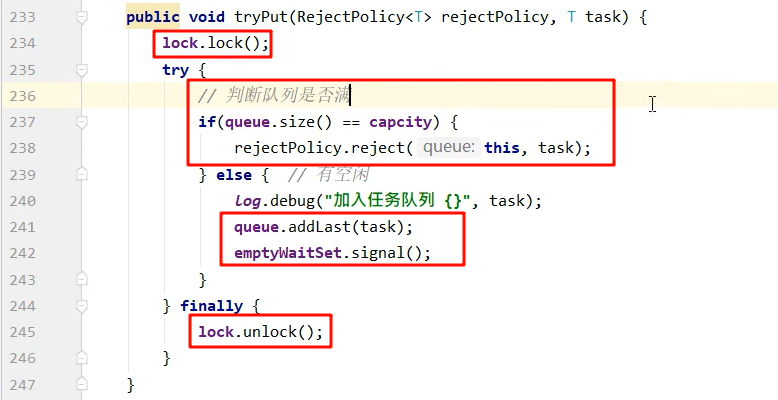 233 public void tryPut(RejectPolicy<T> rejectPolicy, T task) {
234 lock.lock();
235 try {
236 // 判断队列是否满
237 if(queue.size() == capcity) {
238 rejectPolicy.reject( queue: this, task);
239 } else { // 有空闲
240 log.debug("加入任务队列 {}", task);
241 queue.addLast(task);
242 emptyWaitSet.signal();
243 }
244 } finally {
245 lock.unlock();
246 }
247 }